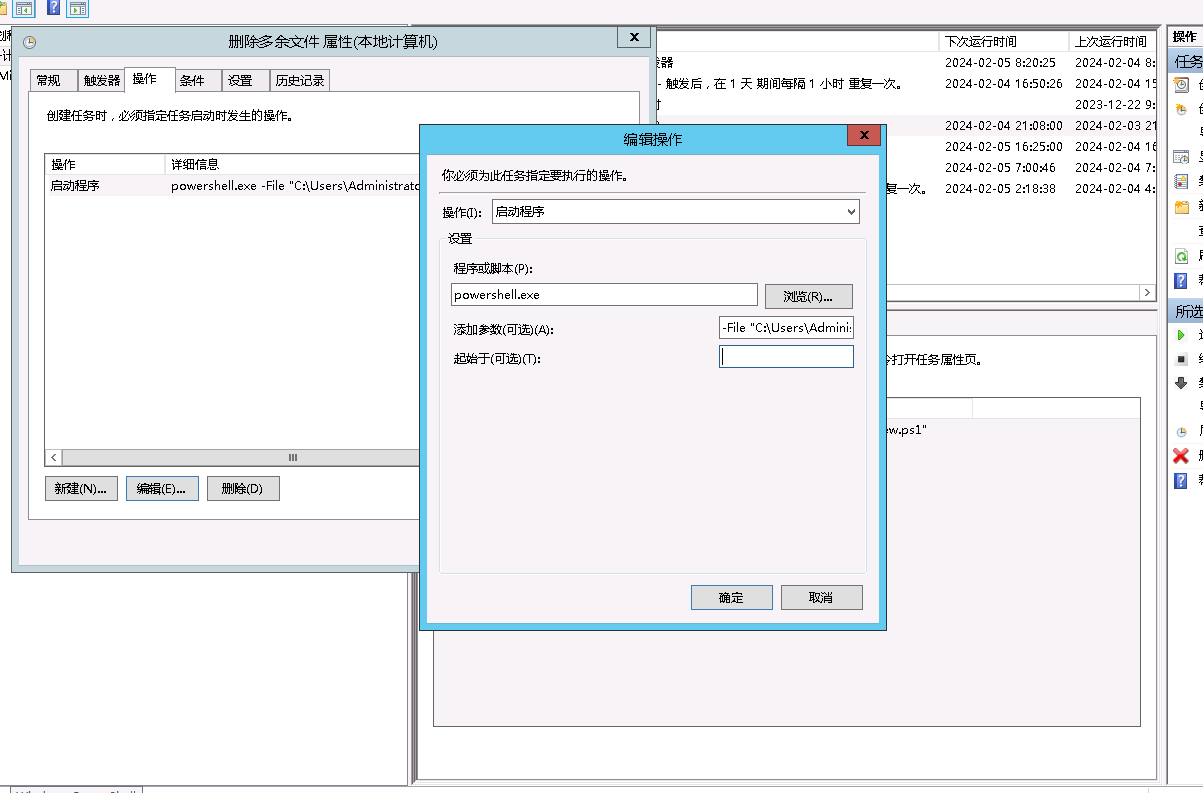 删除多余文件 属性(本地计算机)
常规 触发器 操作 条件 设置 历史记录
创建任务时，必须指定任务启动时发生的操作。
操作 详细信息
启动程序 powershell.exe -File "C:\Users\Administrato
新建(N)... 编辑(E)... 删除(D)
编辑操作
你必须为此任务指定要执行的操作。
操作(I): 启动程序
设置
程序或脚本(P):
powershell.exe 浏览(R)...
添加参数(可选)(A): -File "C:\Users\Adminis
起始于(可选)(T):
确定 取消
下次运行时间 上次运行时间
发器 2024-02-05 8:20:25 2024-02-04 8:
- 触发后，在 1 天 期间每隔 1 小时 重复一次。 2024-02-04 16:50:26 2024-02-04 15
时 2023-12-22 9:
2024-02-04 21:08:00 2024-02-03 21
2024-02-05 16:25:00 2024-02-04 16
2024-02-05 7:00:46 2024-02-04 7:
复一次。 2024-02-05 2:18:38 2024-02-04 4:
令打开任务属性页。
ew.ps1"
操作
任务
所选